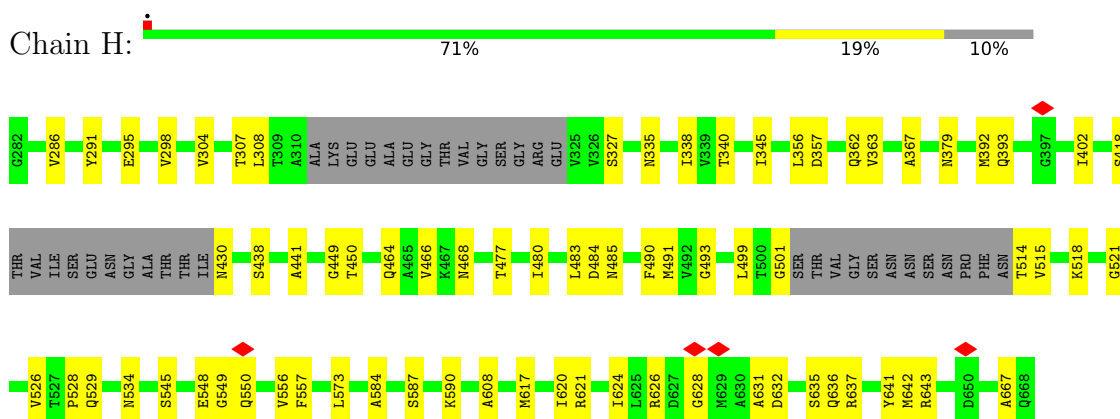 Chain H:
71%
19%
10%
G282 V286 Y291 E295 V298 V304 T307 L308 T309 A310 ALA LYS GLU GLU ALA GLU GLY THR VAL GLY SER GLY ARG GLU V325 V326 S327 N335 I338 V339 T340 I345 L356 D357 Q362 V363 A367 N379 M392 Q393 G397 I402
THR VAL ILE SER GLU ASN GLY ALA THR THR ILE N430 S438 A441 G449 T450 Q464 A465 V466 K467 N468 T477 I480 L483 D484 N485 F490 M491 V492 G493 L499 T500 G501 SER THR VAL GLY SER ASN ASN SER ASN PRO PHE ASN T514 V515 K518 G521
V526 T527 P528 Q529 N534 S545 E548 G549 Q550 V556 F557 L573 A584 S587 K590 A608 M617 I620 R621 I624 L625 R626 D627 G628 M629 A630 A631 D632 S635 Q636 R637 Y641 M642 R643 D650 A667 Q668